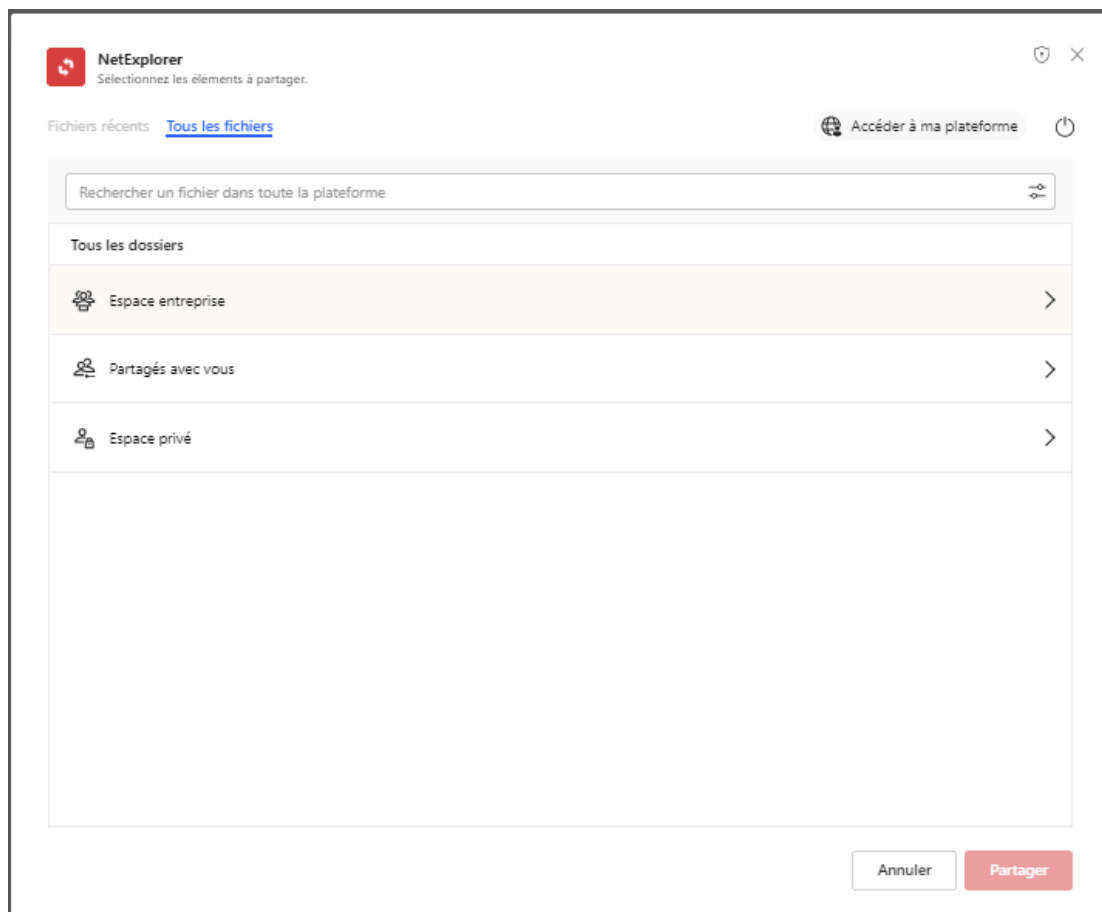 NetExplorer
Sélectionnez les éléments à partager.
Fichiers récents Tous les fichiers Accéder à ma plateforme
Rechercher un fichier dans toute la plateforme
Tous les dossiers
Espace entreprise
Partagés avec vous
Espace privé
Annuler Partager